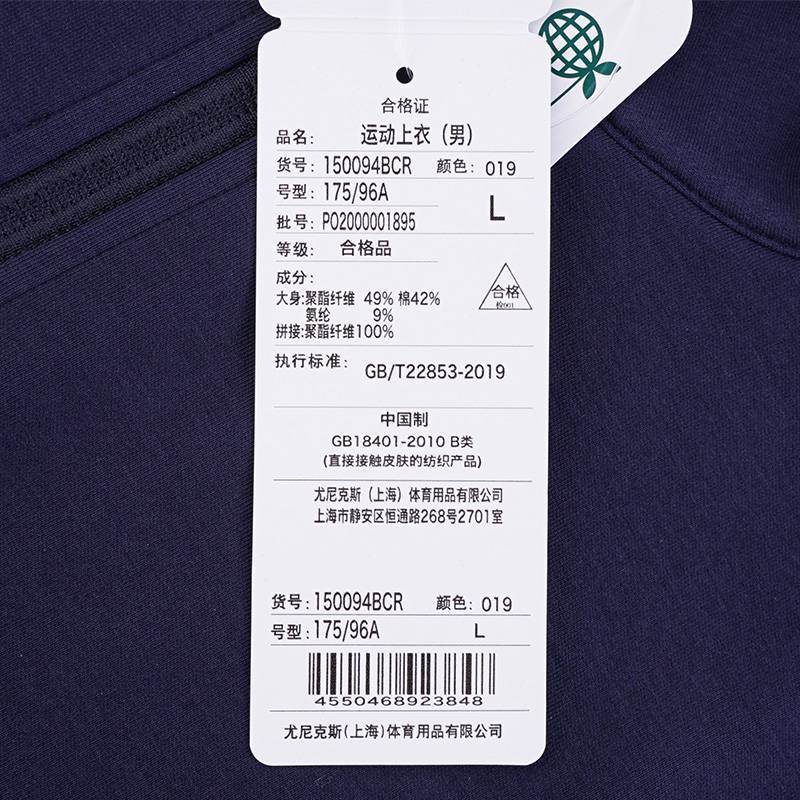 合格证
品名： 运动上衣（男）
货号：150094BCR 颜色：019
号型：175/96A
L
批号：PO2000001895
等级： 合格品
成分：
大身:聚酯纤维 49% 棉42%
氨纶 9%
拼接:聚酯纤维100%
合格
检001
执行标准： GB/T22853-2019
中国制
GB18401-2010 B类
(直接接触皮肤的纺织产品)
尤尼克斯（上海）体育用品有限公司
上海市静安区恒通路268号2701室
货号：150094BCR 颜色：019
号型：175/96A L
4550468923848
尤尼克斯(上海)体育用品有限公司